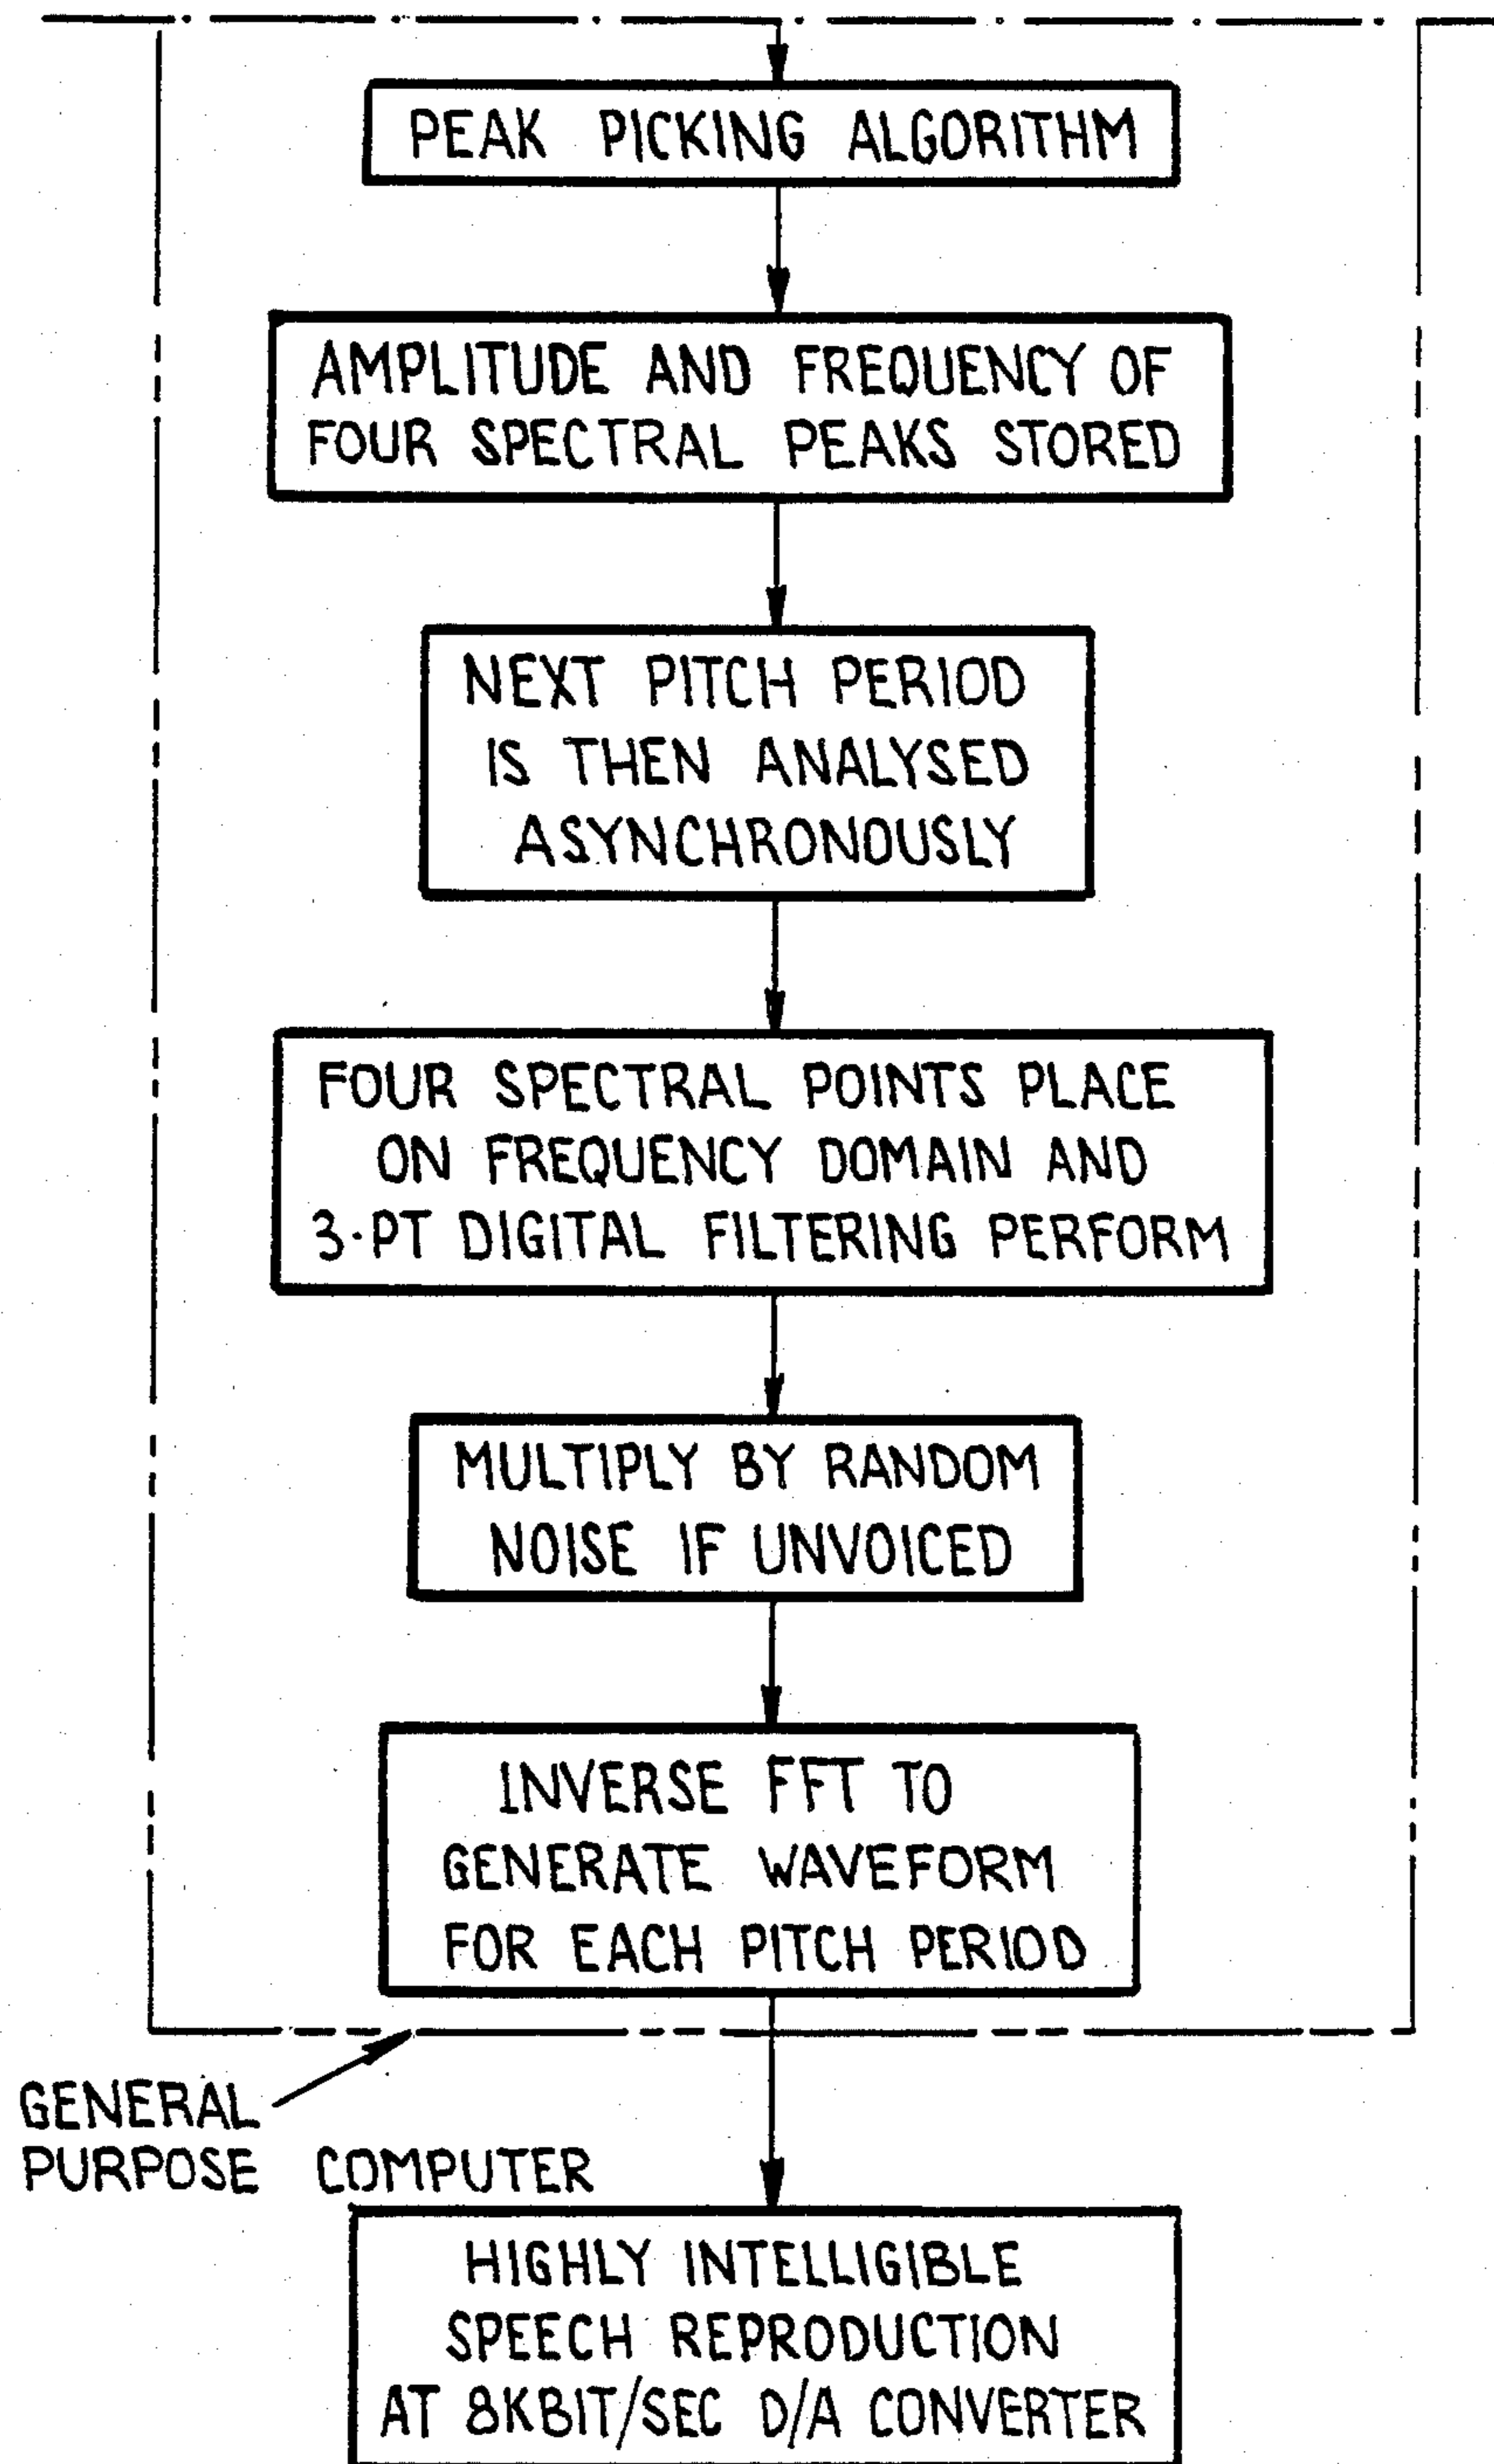 PEAK PICKING ALGORITHM
AMPLITUDE AND FREQUENCY OF
FOUR SPECTRAL PEAKS STORED
NEXT PITCH PERIOD
IS THEN ANALYSED
ASYNCHRONOUSLY
FOUR SPECTRAL POINTS PLACE
ON FREQUENCY DOMAIN AND
3-PT DIGITAL FILTERING PERFORM
MULTIPLY BY RANDOM
NOISE IF UNVOICED
INVERSE FFT TO
GENERATE WAVEFORM
FOR EACH PITCH PERIOD
GENERAL
PURPOSE COMPUTER
HIGHLY INTELLIGIBLE
SPEECH REPRODUCTION
AT 8KBIT/SEC D/A CONVERTER